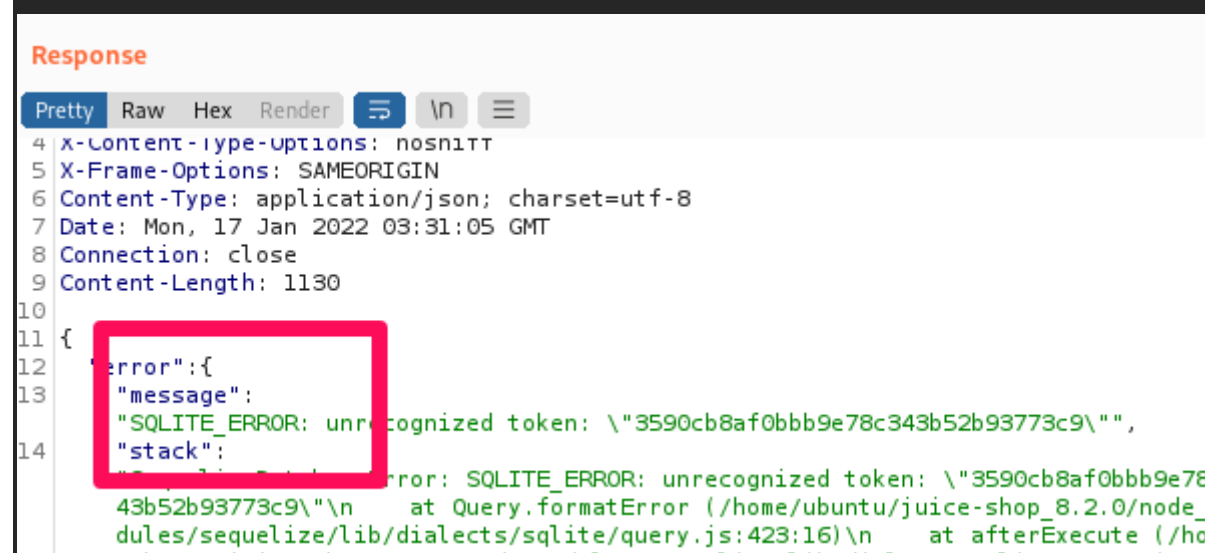 Response
Pretty Raw Hex Render \n
4 X-Content-Type-Options: nosniff
5 X-Frame-Options: SAMEORIGIN
6 Content-Type: application/json; charset=utf-8
7 Date: Mon, 17 Jan 2022 03:31:05 GMT
8 Connection: close
9 Content-Length: 1130
10
11 {
12 "error":{
13 "message":
"SQLITE_ERROR: unrecognized token: \"3590cb8af0bbb9e78c343b52b93773c9\"",
14 "stack":
Error: SQLITE_ERROR: unrecognized token: \"3590cb8af0bbb9e78
43b52b93773c9\"\n    at Query.formatError (/home/ubuntu/juice-shop_8.2.0/node_
dules/sequelize/lib/dialects/sqlite/query.js:423:16)\n    at afterExecute (/ho